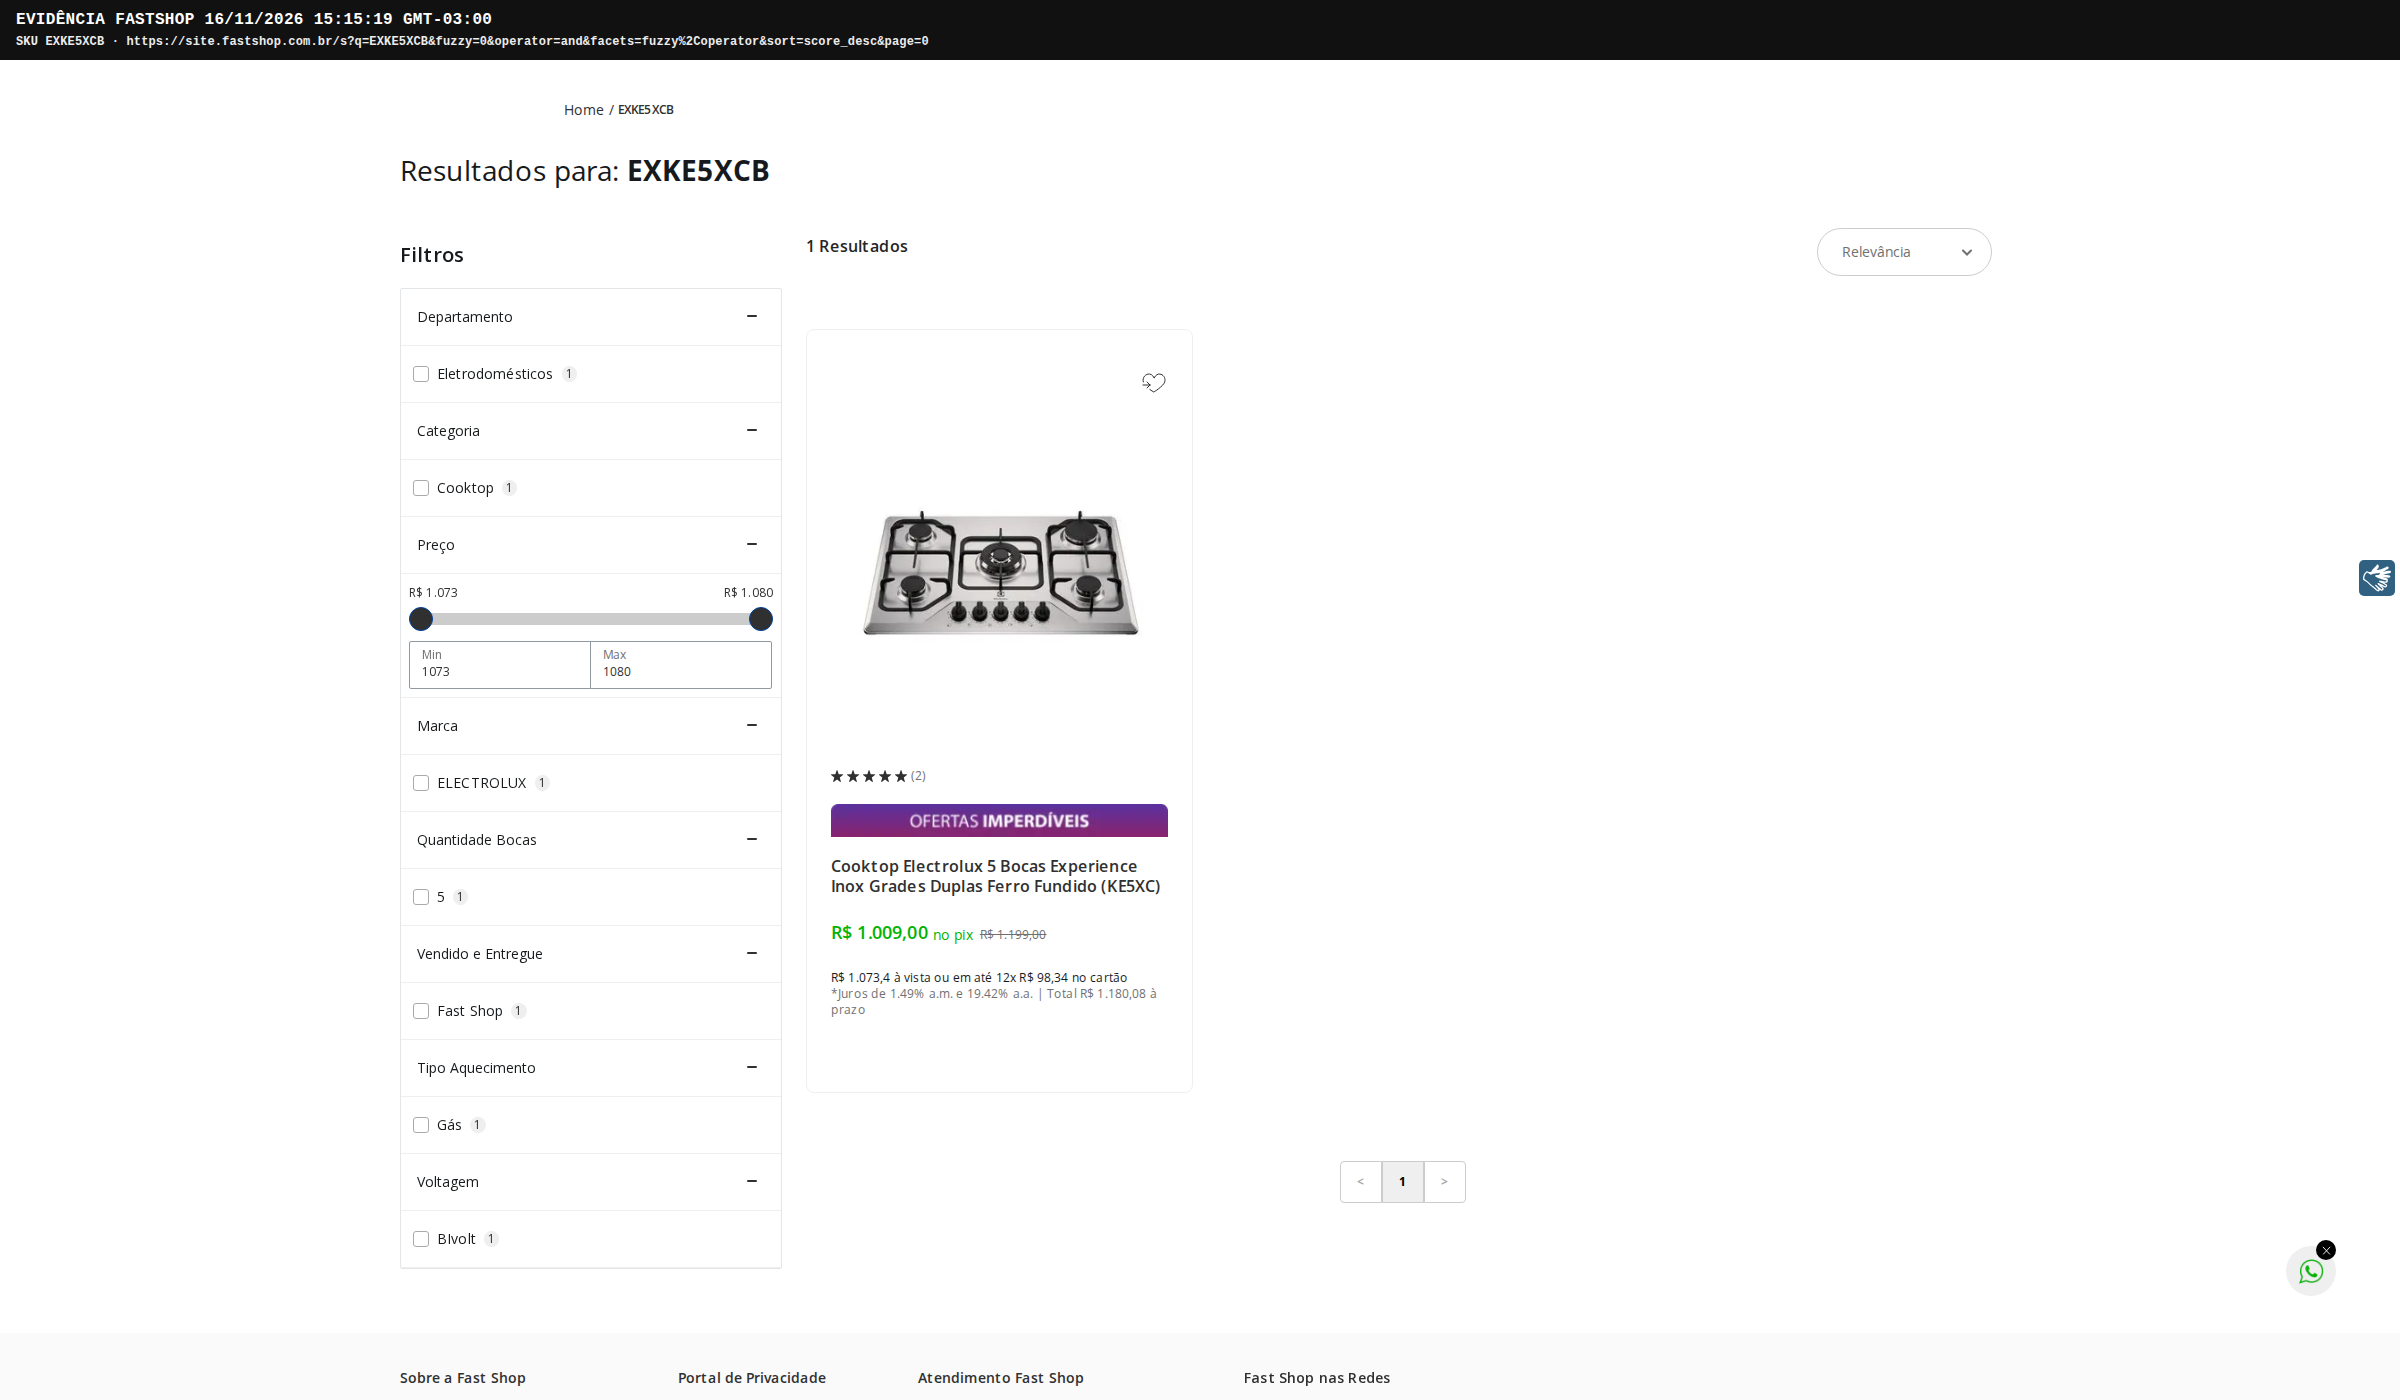 EVIDÊNCIA FASTSHOP 16/11/2026 15:15:19 GMT-03:00
SKU EXKE5XCB · https://site.fastshop.com.br/s?q=EXKE5XCB&fuzzy=0&operator=and&facets=fuzzy%2Coperator&sort=score_desc&page=0
Home / EXKE5XCB
Resultados para: EXKE5XCB
Filtros
Departamento
Eletrodomésticos 1
Categoria
Cooktop 1
Preço
R$ 1.073 R$ 1.080
Min Max
1073 1080
Marca
ELECTROLUX 1
Quantidade Bocas
5 1
Vendido e Entregue
Fast Shop 1
Tipo Aquecimento
Gás 1
Voltagem
BIvolt 1
1 Resultados
Relevância
(2)
OFERTAS IMPERDÍVEIS
Cooktop Electrolux 5 Bocas Experience
Inox Grades Duplas Ferro Fundido (KE5XC)
R$ 1.009,00 no pix R$ 1.199,00
R$ 1.073,4 à vista ou em até 12x R$ 98,34 no cartão
*Juros de 1.49% a.m. e 19.42% a.a. | Total R$ 1.180,08 à
prazo
< 1 >
Sobre a Fast Shop
Portal de Privacidade
Atendimento Fast Shop
Fast Shop nas Redes